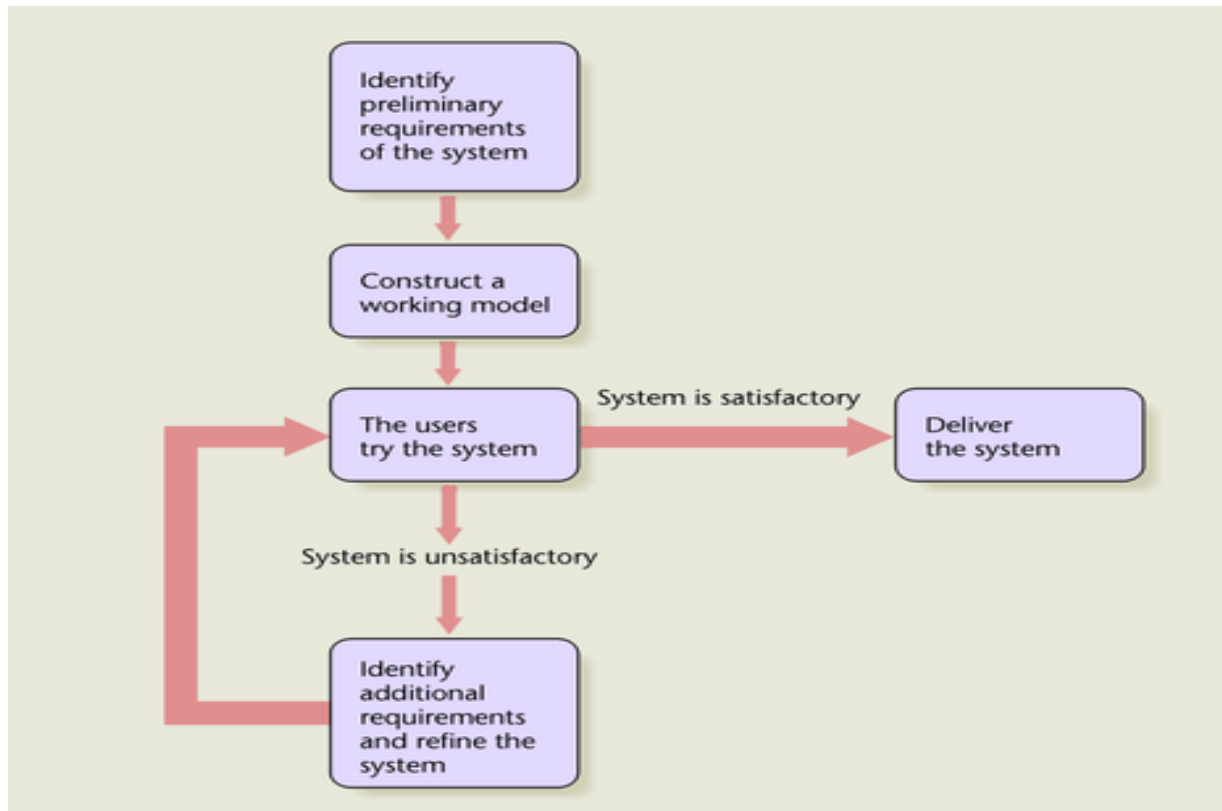 Identify
preliminary
requirements
of the system
Construct a
working model
The users
try the system
System is satisfactory
Deliver
the system
System is unsatisfactory
Identify
additional
requirements
and refine the
system